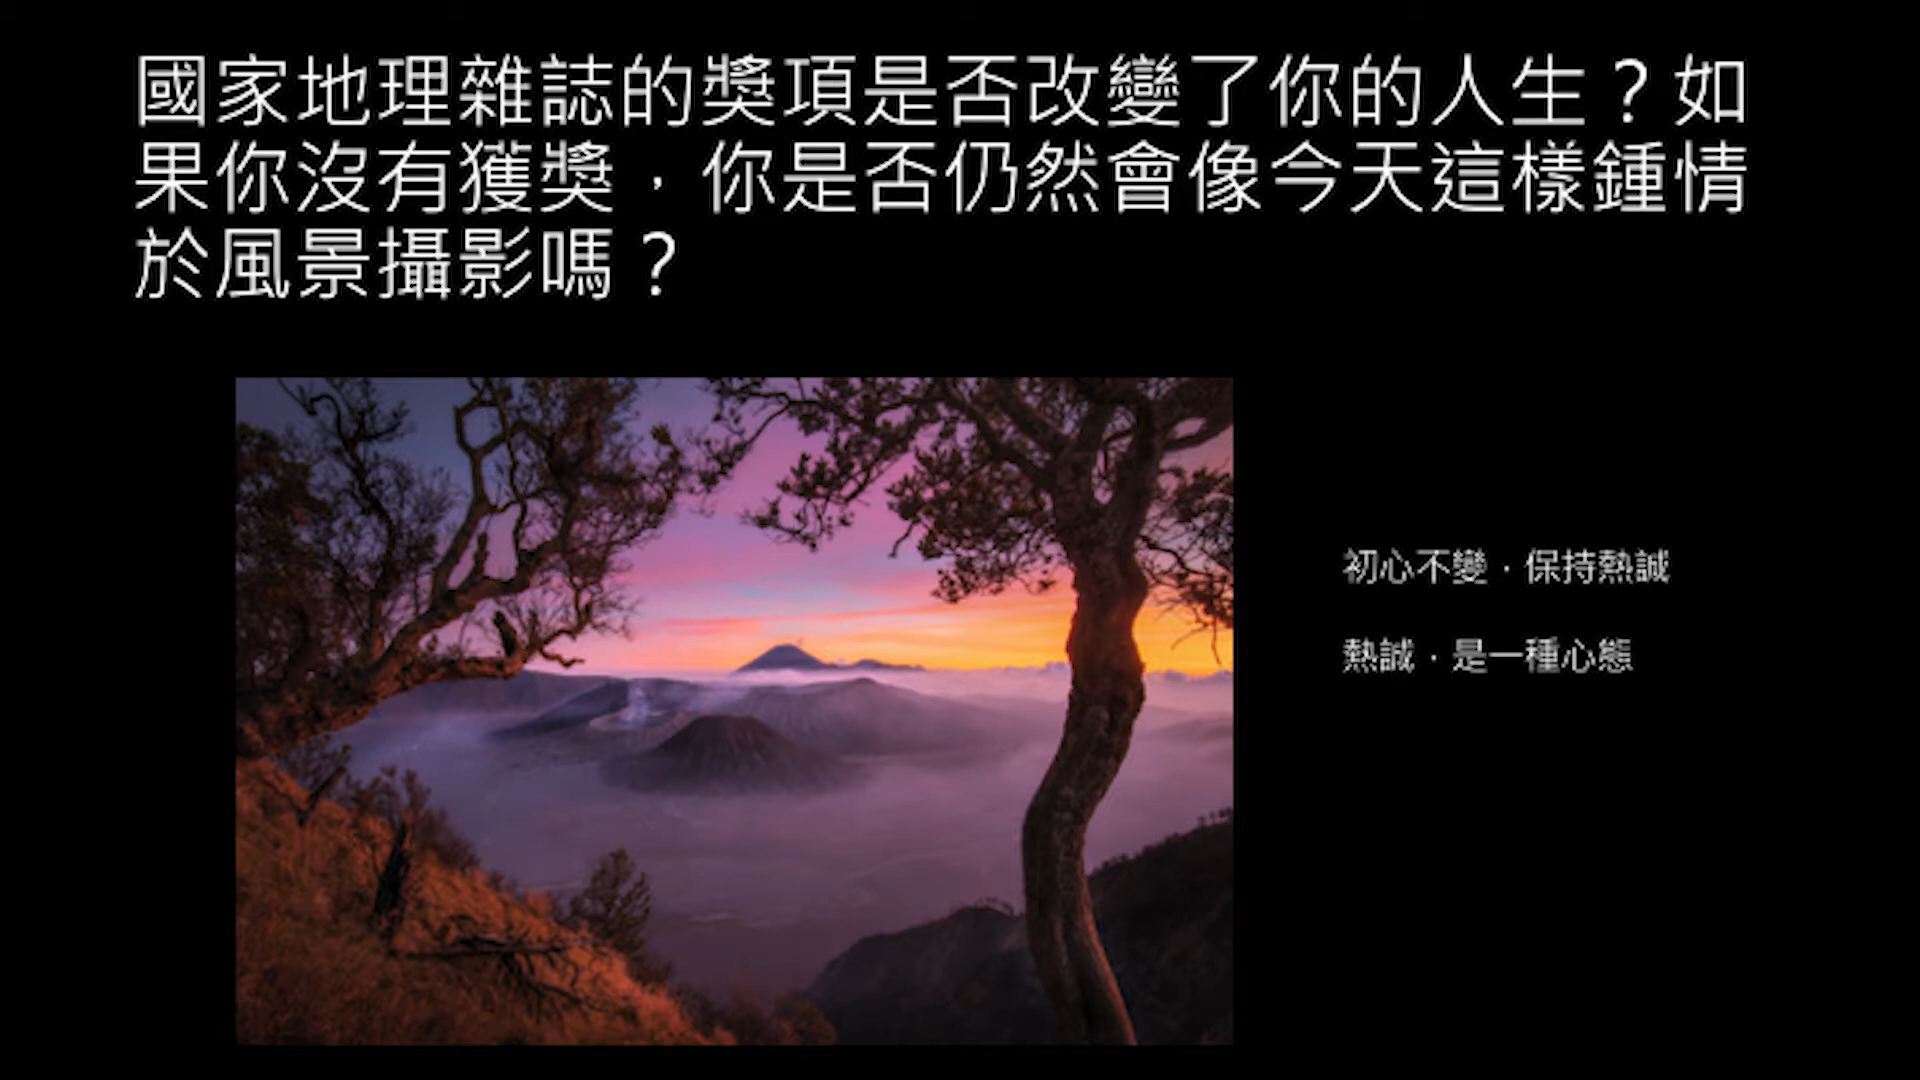 國家地理雜誌的獎項是否改變了你的人生？如
果你沒有獲獎，你是否仍然會像今天這樣鍾情
於風景攝影嗎？
初心不變，保持熱誠
熱誠，是一種心態